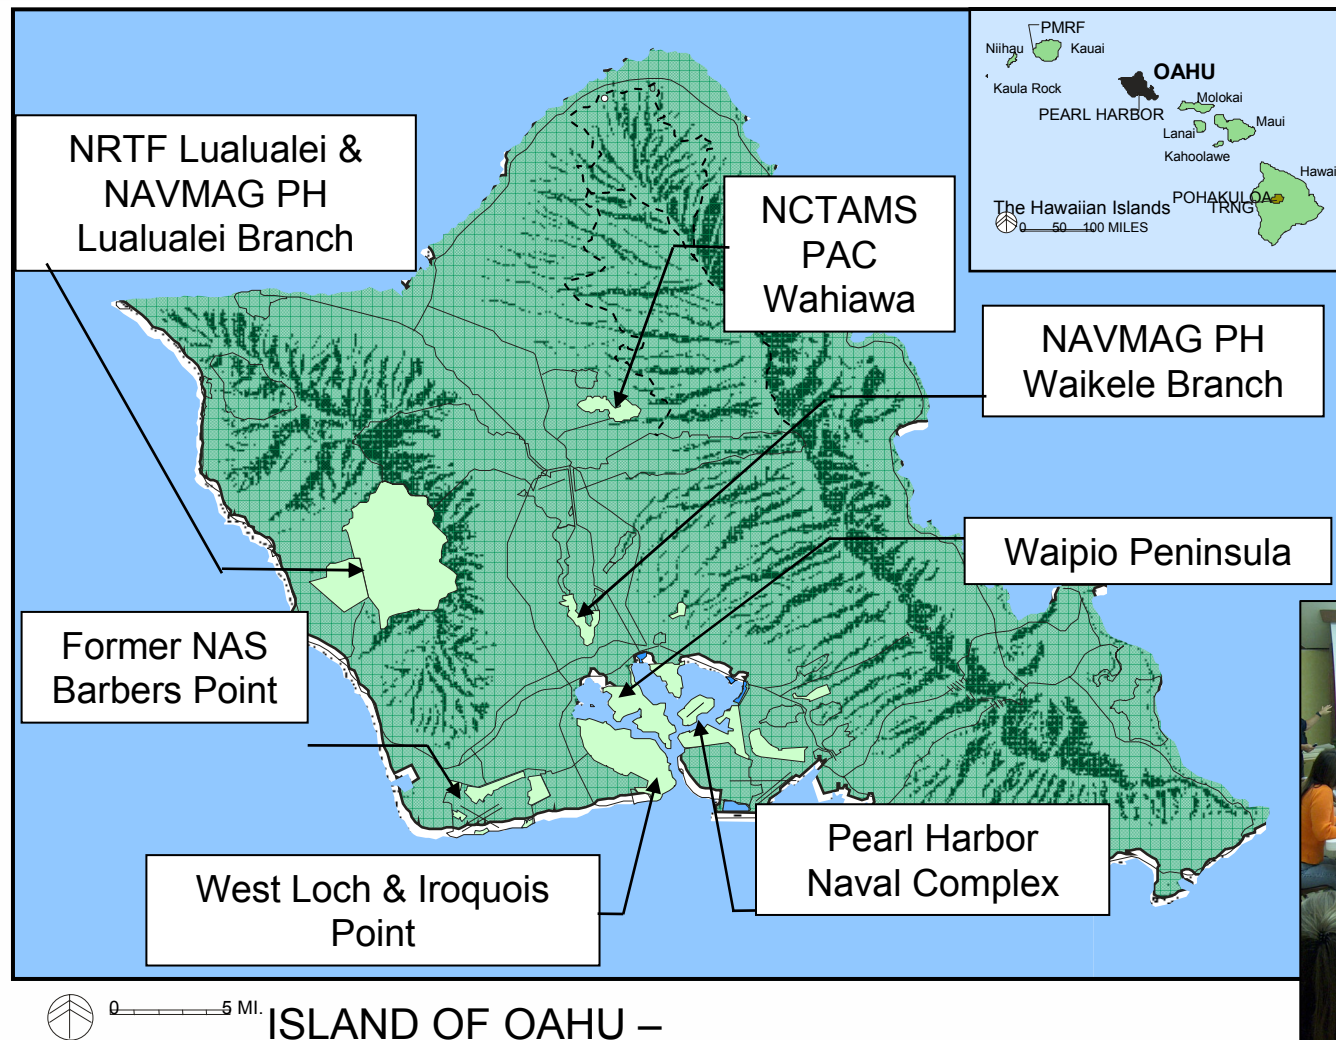 PMRF
Niihau
Kauai
Kaula Rock
OAHU
PEARL HARBOR
Molokai
Lanai
Maui
Kahoolawe
Hawai
POHAKULOA
TRNG
The Hawaiian Islands
0 50 100 MILES
NRTF Lualualei &
NAVMAG PH
Lualualei Branch
NCTAMS
PAC
Wahiawa
NAVMAG PH
Waikele Branch
Waipio Peninsula
Former NAS
Barbers Point
Pearl Harbor
Naval Complex
West Loch & Iroquois
Point
0 5 MI.
ISLAND OF OAHU –